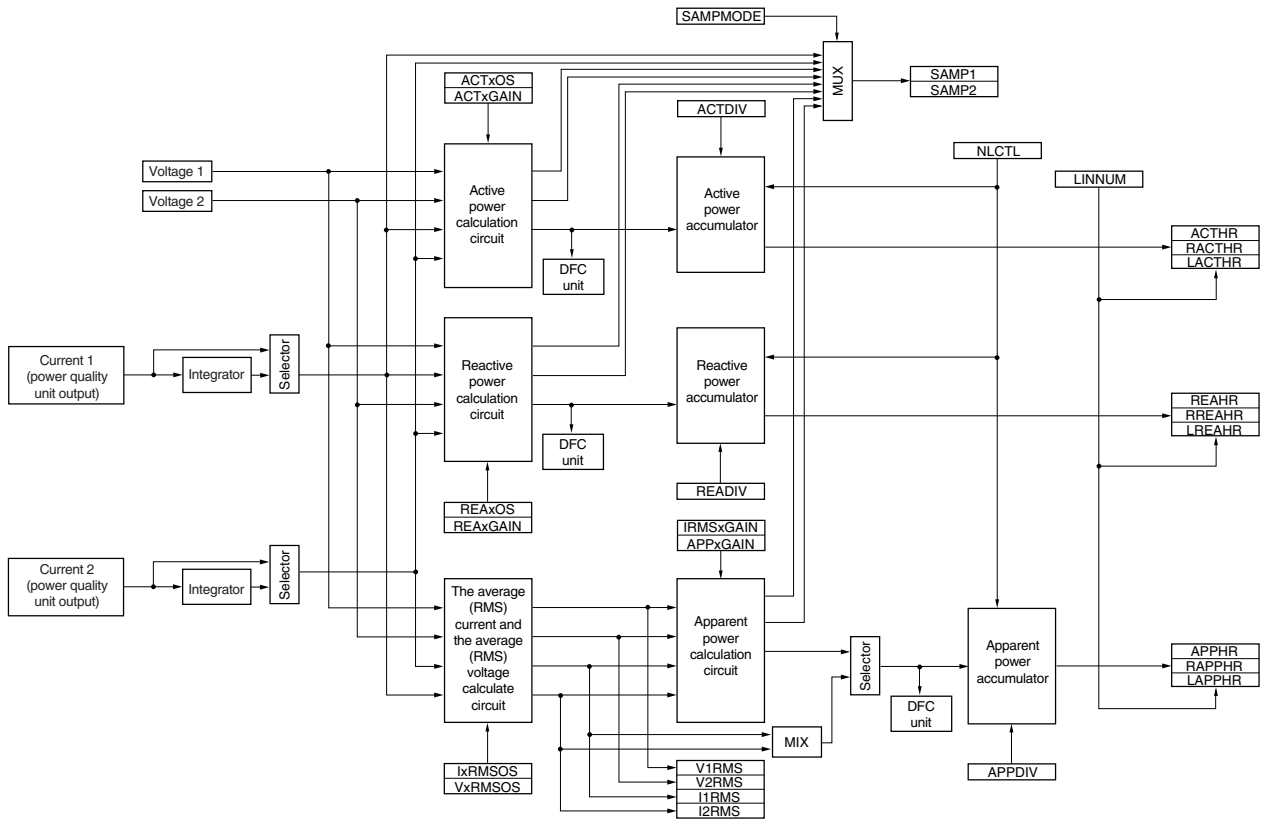 SAMPMODE
MUX
SAMP1
SAMP2
ACTxOS
ACTxGAIN
ACTDIV
NLCTL
LINNUM
Voltage 1
Voltage 2
Active
power
calculation
circuit
Active
power
accumulator
ACTHR
RACTHR
LACTHR
DFC
unit
Current 1
(power quality
unit output)
Integrator
Selector
Reactive
power
calculation
circuit
Reactive
power
accumulator
REAHR
RREAHR
LREAHR
DFC
unit
REAxOS
REAxGAIN
READIV
IRMSxGAIN
APPxGAIN
Current 2
(power quality
unit output)
Integrator
Selector
The average
(RMS)
current and
the average
(RMS)
voltage
calculate
circuit
Apparent
power
calculation
circuit
Selector
Apparent
power
accumulator
APPHR
RAPPHR
LAPPHR
DFC
unit
MIX
IxRMSOS
VxRMSOS
V1RMS
V2RMS
I1RMS
I2RMS
APPDIV